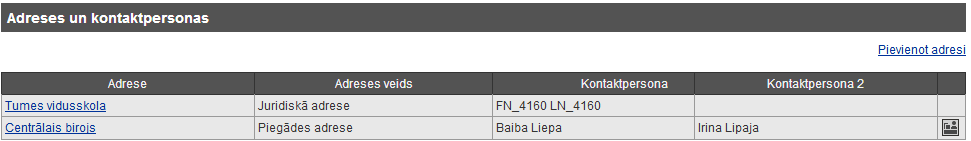 Adreses un kontaktpersonas
Pievienot adresi
Adrese Adreses veids Kontaktpersona Kontaktpersona 2
Tumes vidusskola Juridiskā adrese FN_4160 LN_4160
Centrālais birojs Piegādes adrese Baiba Liepa Irina Lipaja